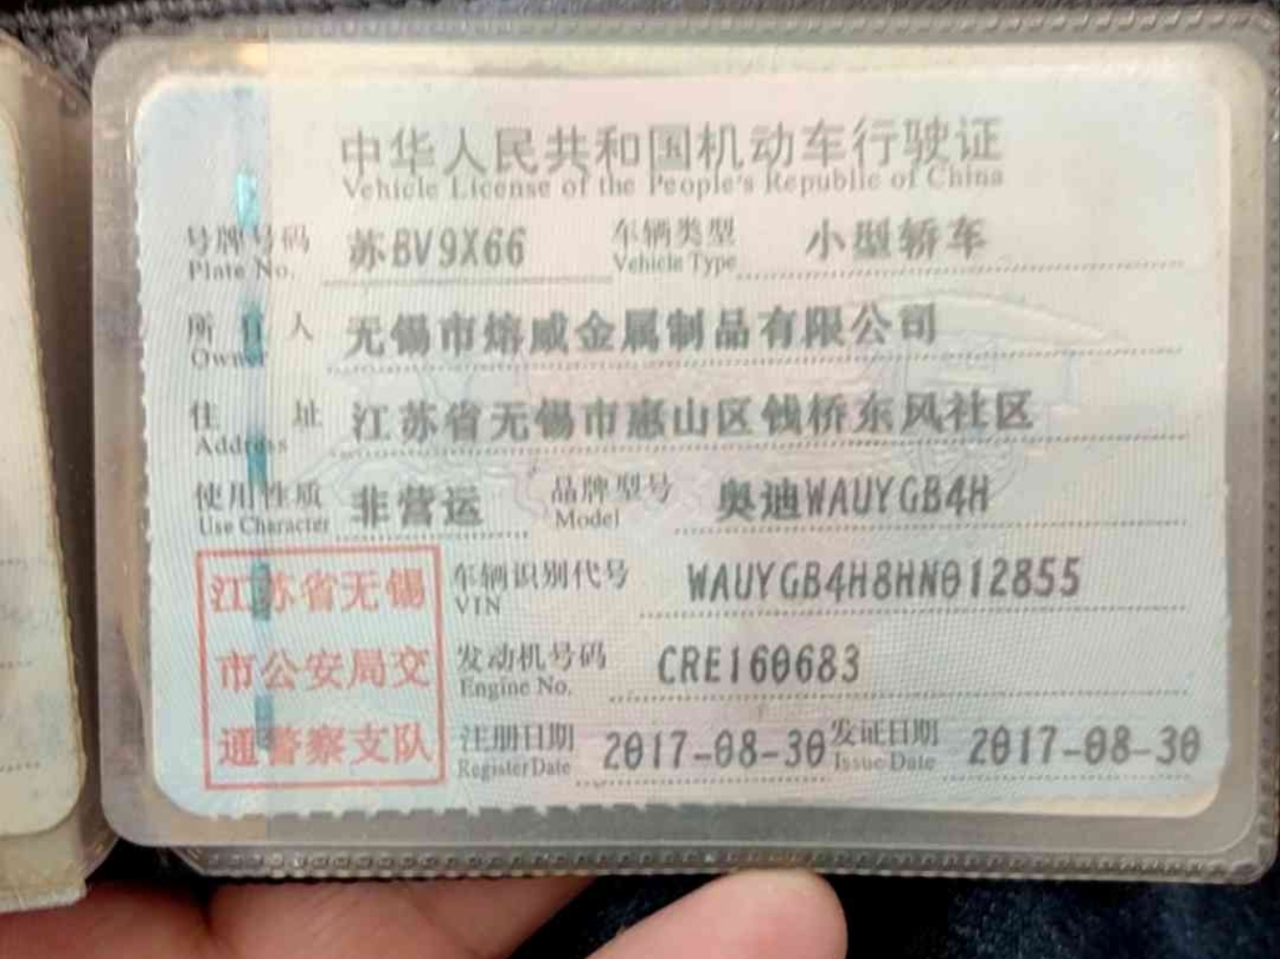 中华人民共和国机动车行驶证
Vehicle License of the People's Republic of China
号牌号码 苏BV9X66 车辆类型 小型轿车
Plate No. Vehicle Type
所有人 无锡市熔威金属制品有限公司
Owner
住址 江苏省无锡市惠山区钱桥东风社区
Address
使用性质 非营运 品牌型号 奥迪WAUYGB4H
Use Character Model
江苏省无锡 车辆识别代号 WAUYGB4H8HN012855
VIN
市公安局交 发动机号码 CRE160683
Engine No.
通警察支队 注册日期 2017-08-30 发证日期 2017-08-30
Register Date Issue Date